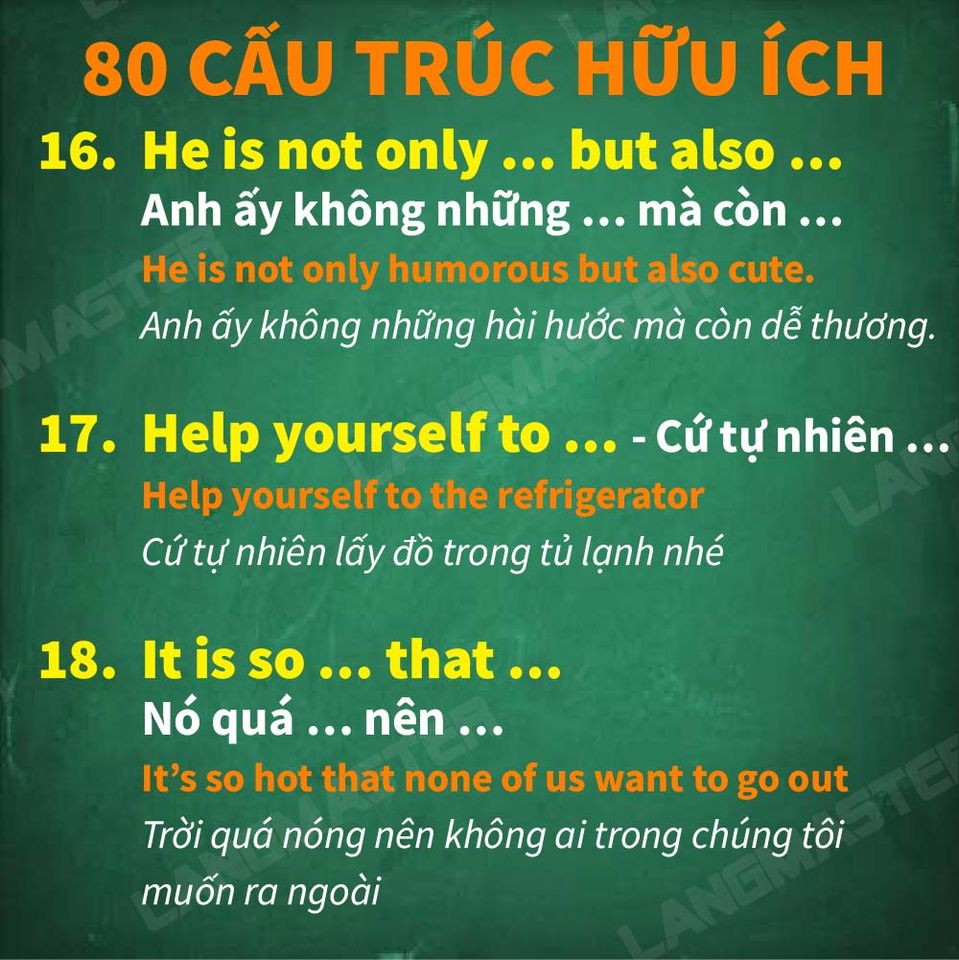 80 CẤU TRÚC HỮU ÍCH
16. He is not only ... but also ...
Anh ấy không những ... mà còn ...
He is not only humorous but also cute.
Anh ấy không những hài hước mà còn dễ thương.
17. Help yourself to ... - Cứ tự nhiên ...
Help yourself to the refrigerator
Cứ tự nhiên lấy đồ trong tủ lạnh nhé
18. It is so ... that ...
Nó quá ... nên ...
It's so hot that none of us want to go out
Trời quá nóng nên không ai trong chúng tôi
muốn ra ngoài
LANGMASTER